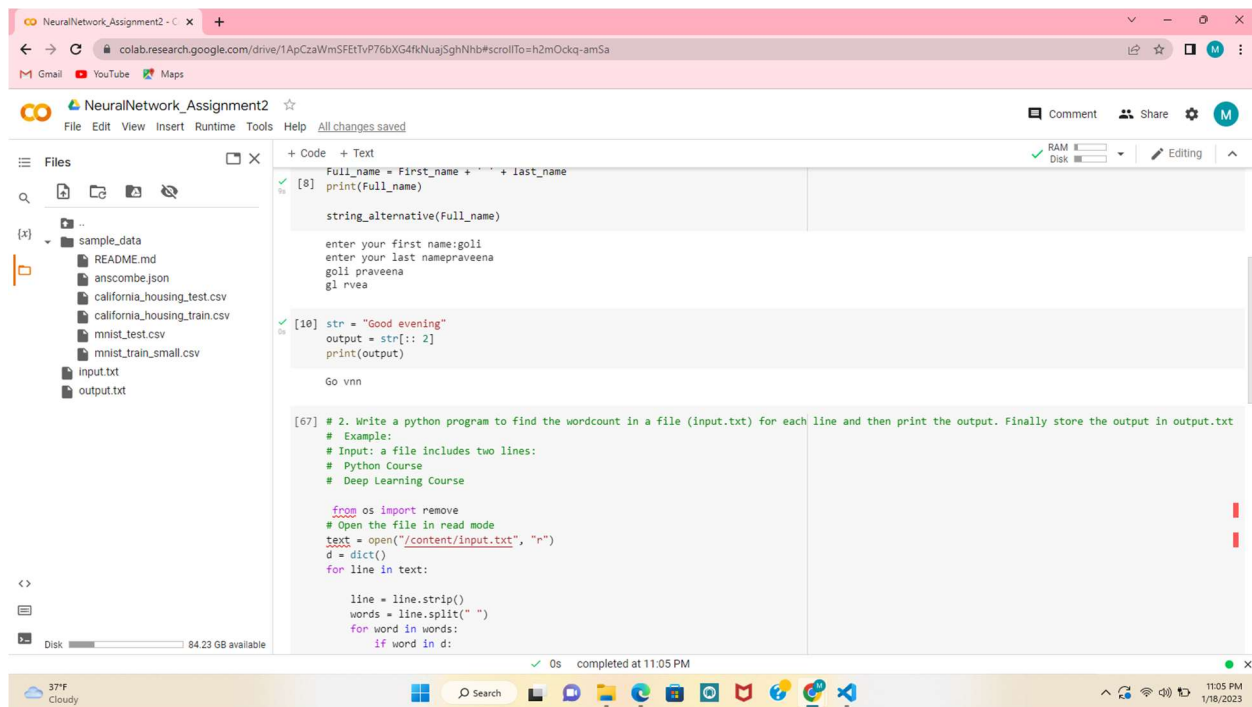 NeuralNetwork_Assignment2 - C
colab.research.google.com/drive/1ApCzaWmSFEtTvP76bXG4fkNuajSghNhb#scrollTo=h2mOckq-amSa
M
Gmail YouTube Maps
NeuralNetwork_Assignment2
File Edit View Insert Runtime Tools Help All changes saved
Comment Share M
Files
+ Code + Text
RAM
Disk
Editing
{x}
..
sample_data
README.md
anscombe.json
california_housing_test.csv
california_housing_train.csv
mnist_test.csv
mnist_train_small.csv
input.txt
output.txt
Disk 84.23 GB available
Full_name = First_name + ' ' + last_name
[8] print(Full_name)
9s
string_alternative(Full_name)
enter your first name:goli
enter your last namepraveena
goli praveena
gl rvea
[10] str = "Good evening"
0s
output = str[:: 2]
print(output)
Go vnn
[67] # 2. Write a python program to find the wordcount in a file (input.txt) for each line and then print the output. Finally store the output in output.txt
# Example:
# Input: a file includes two lines:
# Python Course
# Deep Learning Course
from os import remove
# Open the file in read mode
text = open("/content/input.txt", "r")
d = dict()
for line in text:
line = line.strip()
words = line.split(" ")
for word in words:
if word in d:
0s completed at 11:05 PM
37°F
Cloudy
Search
11:05 PM
1/18/2023